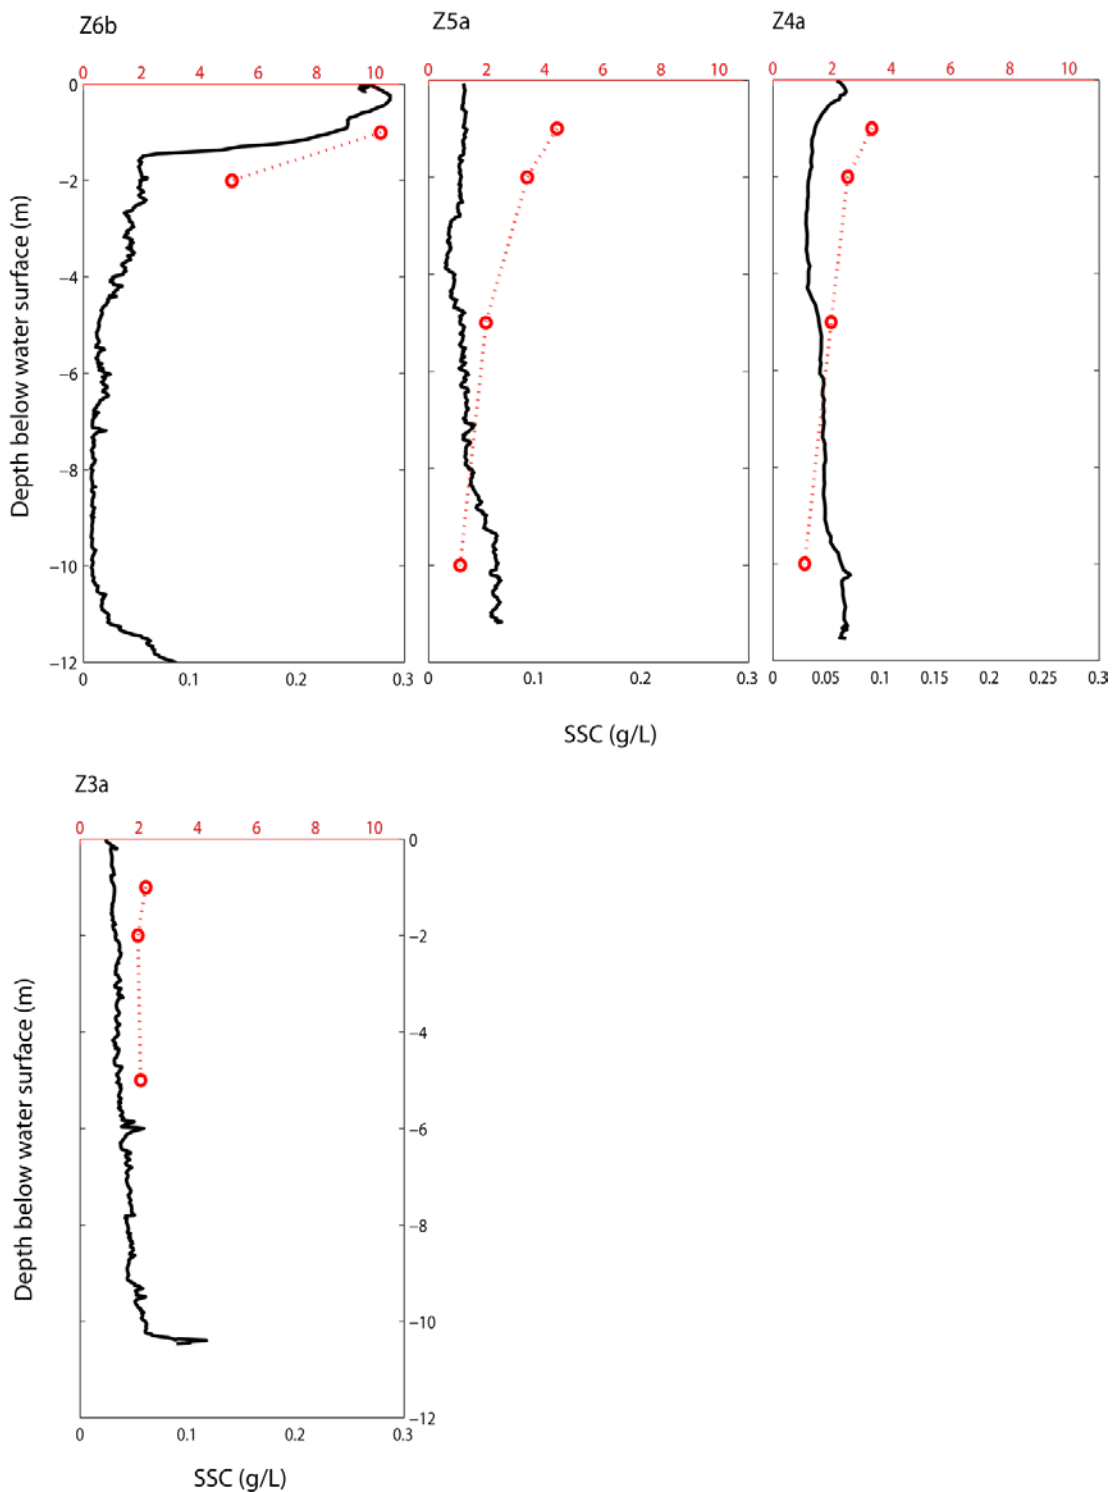 Z6b
0 2 4 6 8 10
0
−2
−4
−6
−8
−10
−12
0 0.1 0.2 0.3
Depth below water surface (m)
Z5a
0 2 4 6 8 10
0 0.1 0.2 0.3
Z4a
0 2 4 6 8 10
0 0.05 0.1 0.15 0.2 0.25 0.3
SSC (g/L)
Z3a
0 2 4 6 8 10
0
−2
−4
−6
−8
−10
−12
0 0.1 0.2 0.3
Depth below water surface (m)
SSC (g/L)